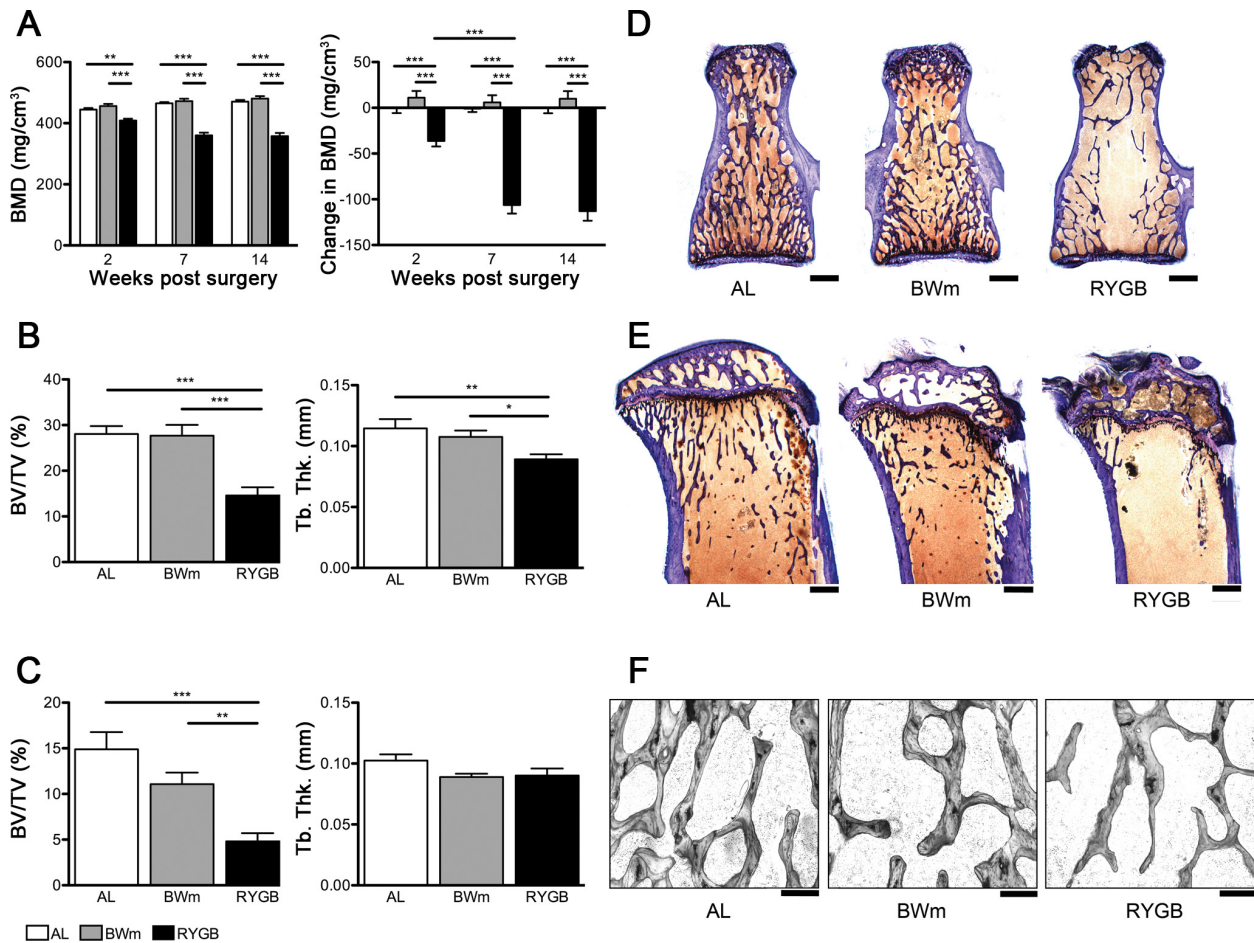 A
BMD (mg/cm³)
600
400
200
0
** *** ***
*** *** ***
2 7 14
Weeks post surgery
Change in BMD (mg/cm³)
50
0
-50
-100
-150
***
*** *** ***
*** *** ***
2 7 14
Weeks post surgery
B
BV/TV (%)
40
30
20
10
0
***
***
AL BWm RYGB
Tb. Thk. (mm)
0.15
0.10
0.05
0.00
**
*
AL BWm RYGB
C
BV/TV (%)
20
15
10
5
0
***
**
AL BWm RYGB
Tb. Thk. (mm)
0.15
0.10
0.05
0.00
AL BWm RYGB
AL BWm RYGB
D
AL BWm RYGB
E
AL BWm RYGB
F
AL BWm RYGB